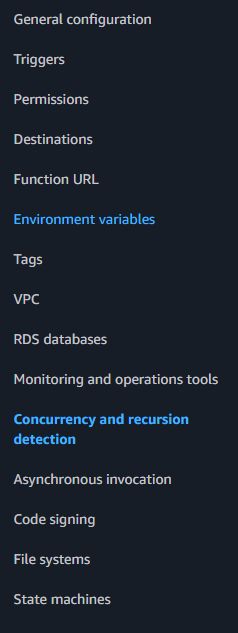 General configuration
Triggers
Permissions
Destinations
Function URL
Environment variables
Tags
VPC
RDS databases
Monitoring and operations tools
Concurrency and recursion
detection
Asynchronous invocation
Code signing
File systems
State machines